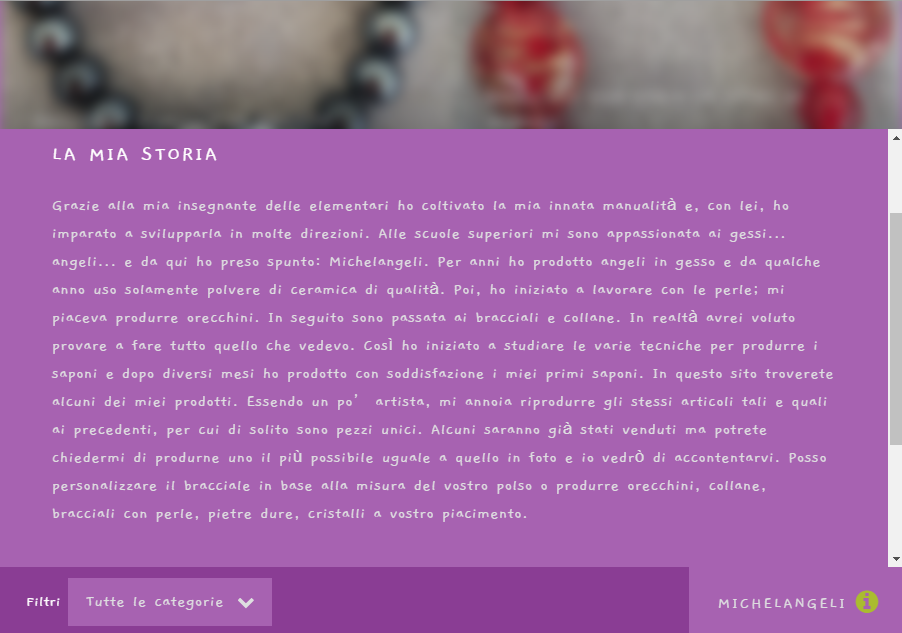 LA MIA STORIA
Grazie alla mia insegnante delle elementari ho coltivato la mia innata manualità e, con lei, ho
imparato a svilupparla in molte direzioni. Alle scuole superiori mi sono appassionata ai gessi...
angeli... e da qui ho preso spunto: Michelangeli. Per anni ho prodotto angeli in gesso e da qualche
anno uso solamente polvere di ceramica di qualità. Poi, ho iniziato a lavorare con le perle; mi
piaceva produrre orecchini. In seguito sono passata ai bracciali e collane. In realtà avrei voluto
provare a fare tutto quello che vedevo. Così ho iniziato a studiare le varie tecniche per produrre i
saponi e dopo diversi mesi ho prodotto con soddisfazione i miei primi saponi. In questo sito troverete
alcuni dei miei prodotti. Essendo un po' artista, mi annoia riprodurre gli stessi articoli tali e quali
ai precedenti, per cui di solito sono pezzi unici. Alcuni saranno già stati venduti ma potrete
chiedermi di produrne uno il più possibile uguale a quello in foto e io vedrò di accontentarvi. Posso
personalizzare il bracciale in base alla misura del vostro polso o produrre orecchini, collane,
bracciali con perle, pietre dure, cristalli a vostro piacimento.
Filtri Tutte le categorie
MICHELANGELI